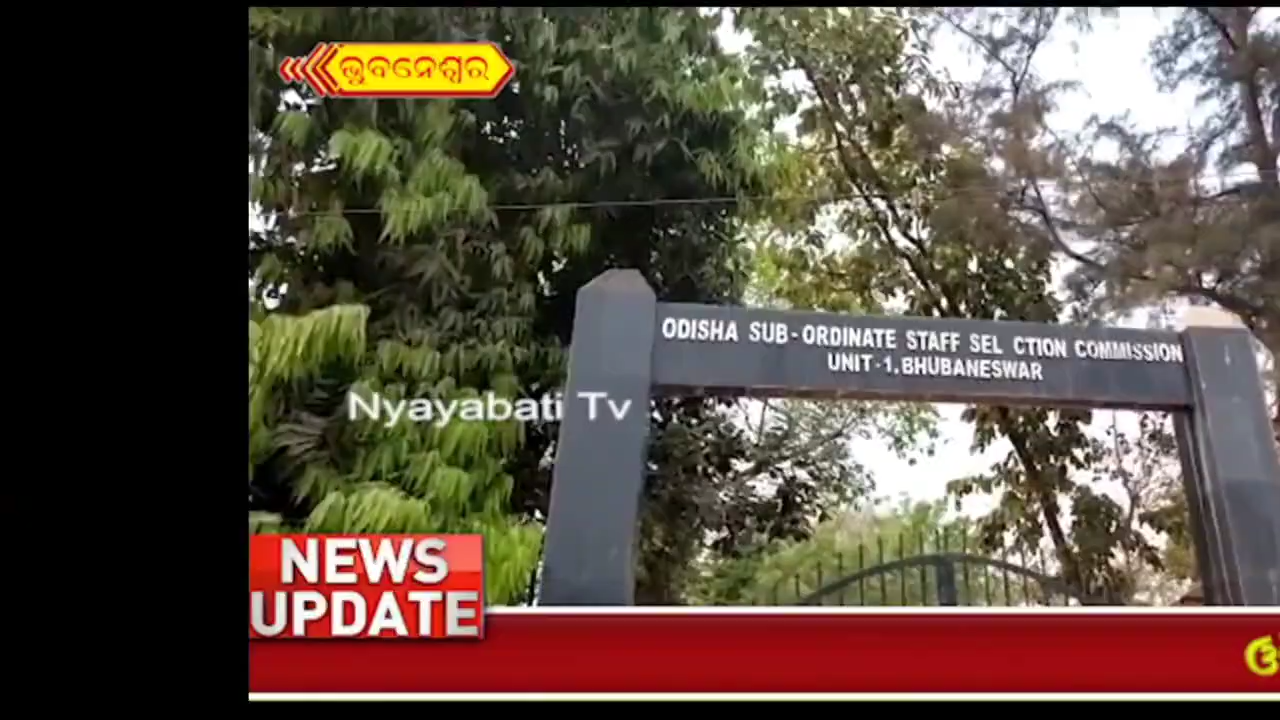 ଭୁବନେଶ୍ୱର
ODISHA SUB-ORDINATE STAFF SEL CTION COMMISSION
UNIT-1.BHUBANESWAR
Nyayabati Tv
NEWS
UPDATE